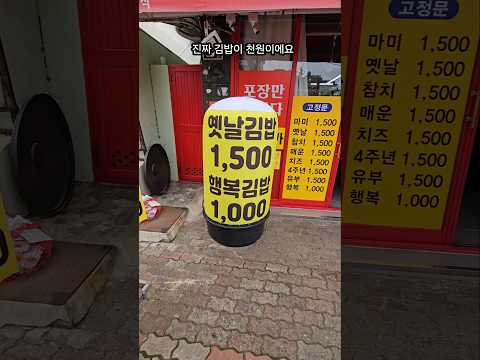 진짜 김밥이 천원이에요
포장만
옛날김밥
1,500
행복김밥
1,000
고정문
마미 1,500
옛날 1,500
참치 1,500
매운 1,500
치즈 1,500
4주년 1,500
유부 1,500
행복 1,000
고정문
마미 1,500
옛날 1,500
참치 1,500
매운 1,500
치즈 1,500
4주년 1,500
유부 1,500
행복 1,000